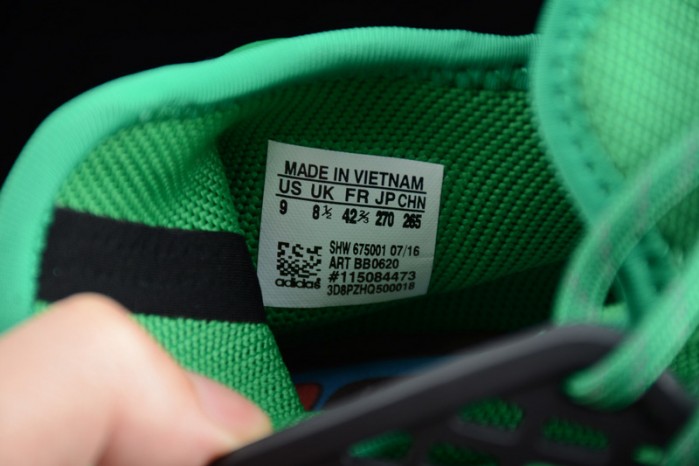 MADE IN VIETNAM
US UK FR JP CHN
9 8½ 42⅔ 270 265
SHW 675001 07/16
ART BB0620
#115084473
adidas 3D8PZHQ500018